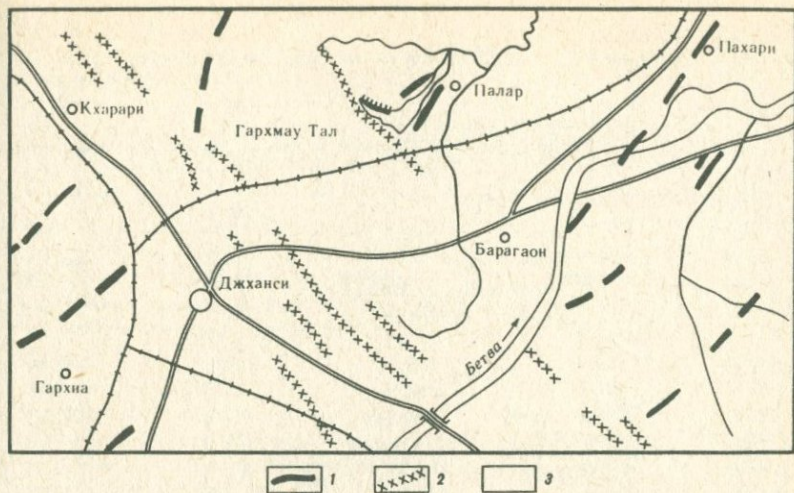 Пахари
Палар
Кхарари
Гархмау Тал
Барагаон
Джханси
Бетва
Гархиа
1 2 3